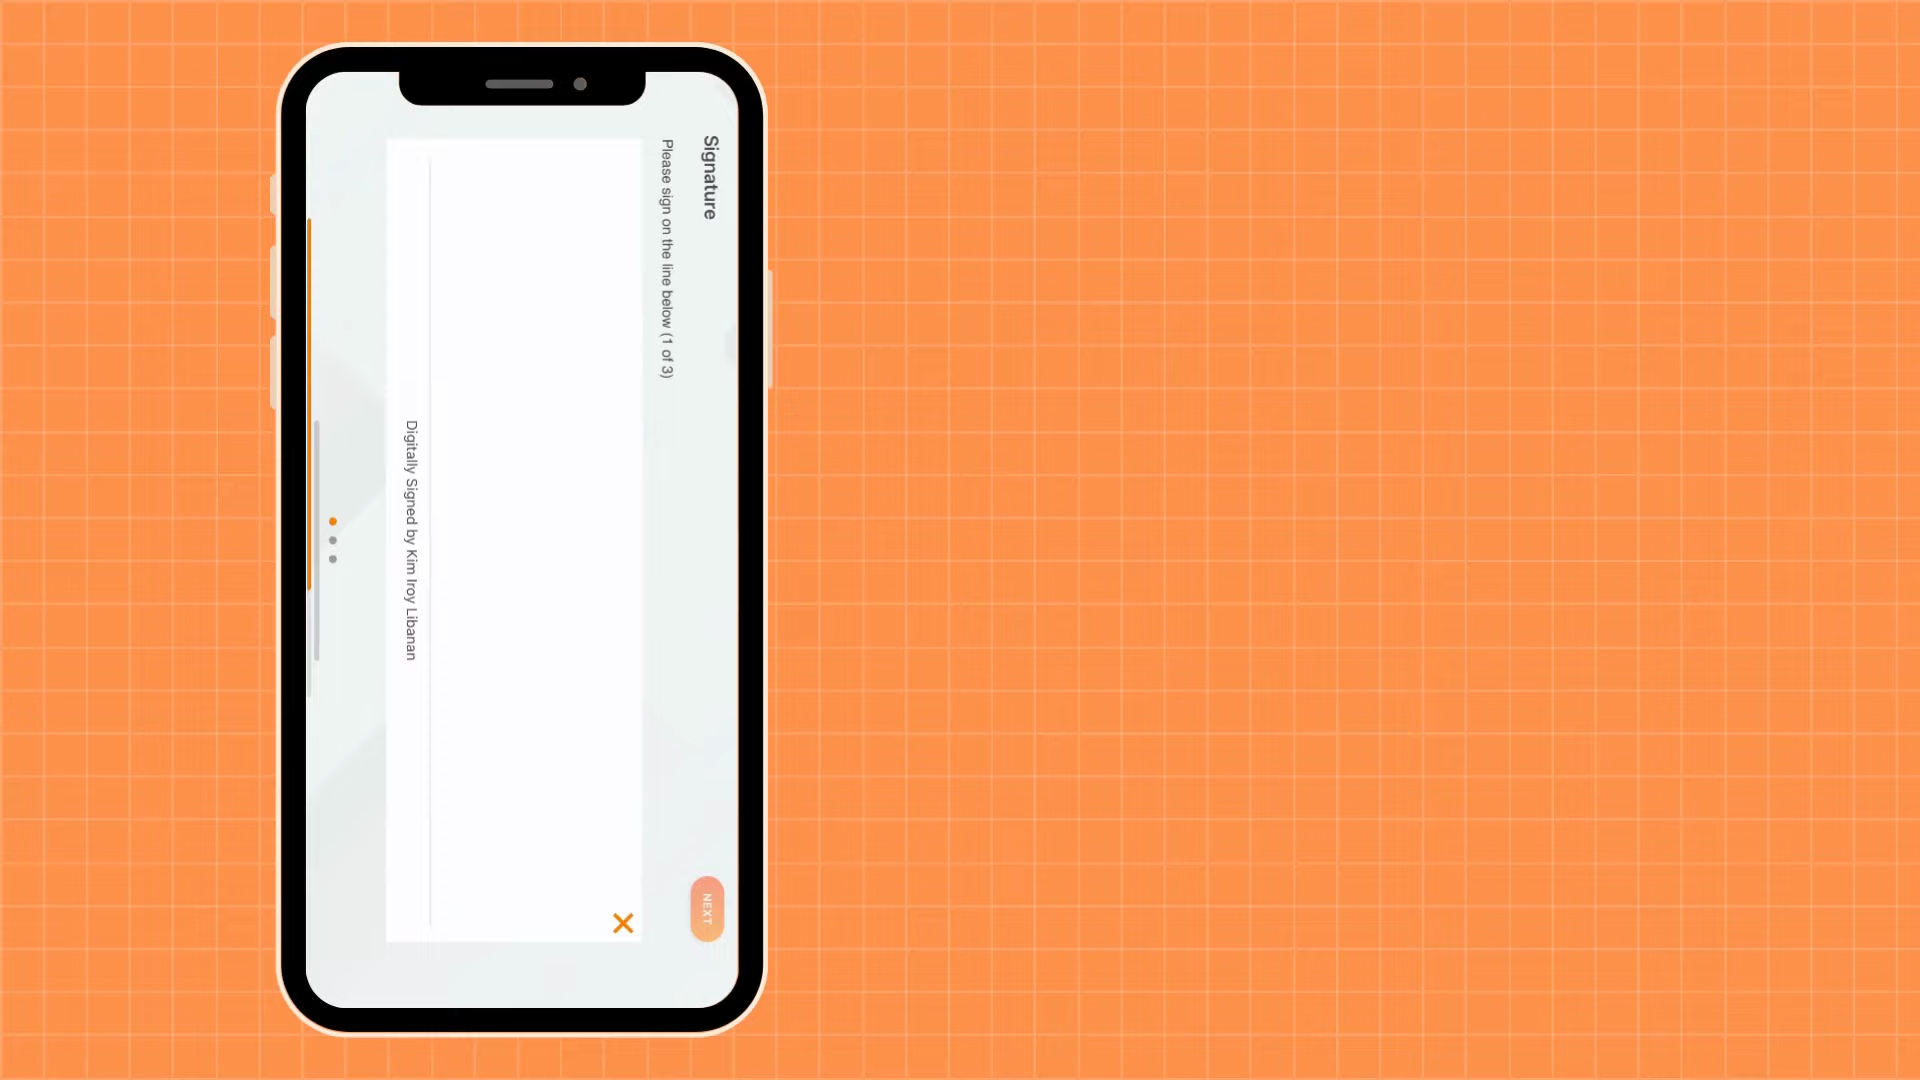 Signature
NEXT
Please sign on the line below (1 of 3)
Digitally Signed by Kim Iroy Libanan